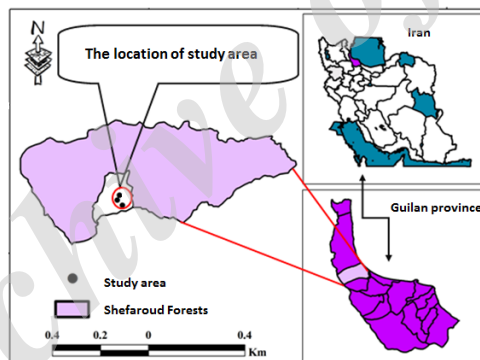 N
The location of study area
Iran
Guilan province
Study area
Shefaroud Forests
0.4 0.2 0 0.4
Km